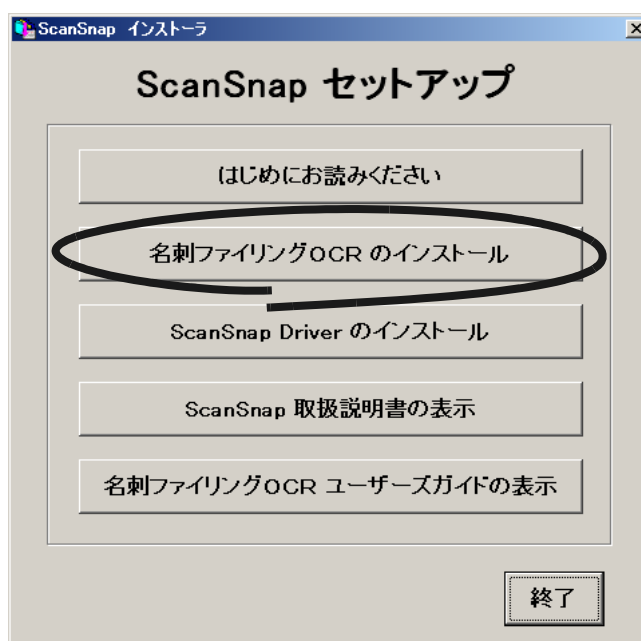 ScanSnap インストーラ
ScanSnap セットアップ
はじめにお読みください
名刺ファイリングOCR のインストール
ScanSnap Driver のインストール
ScanSnap 取扱説明書の表示
名刺ファイリングOCR ユーザーズガイドの表示
終了